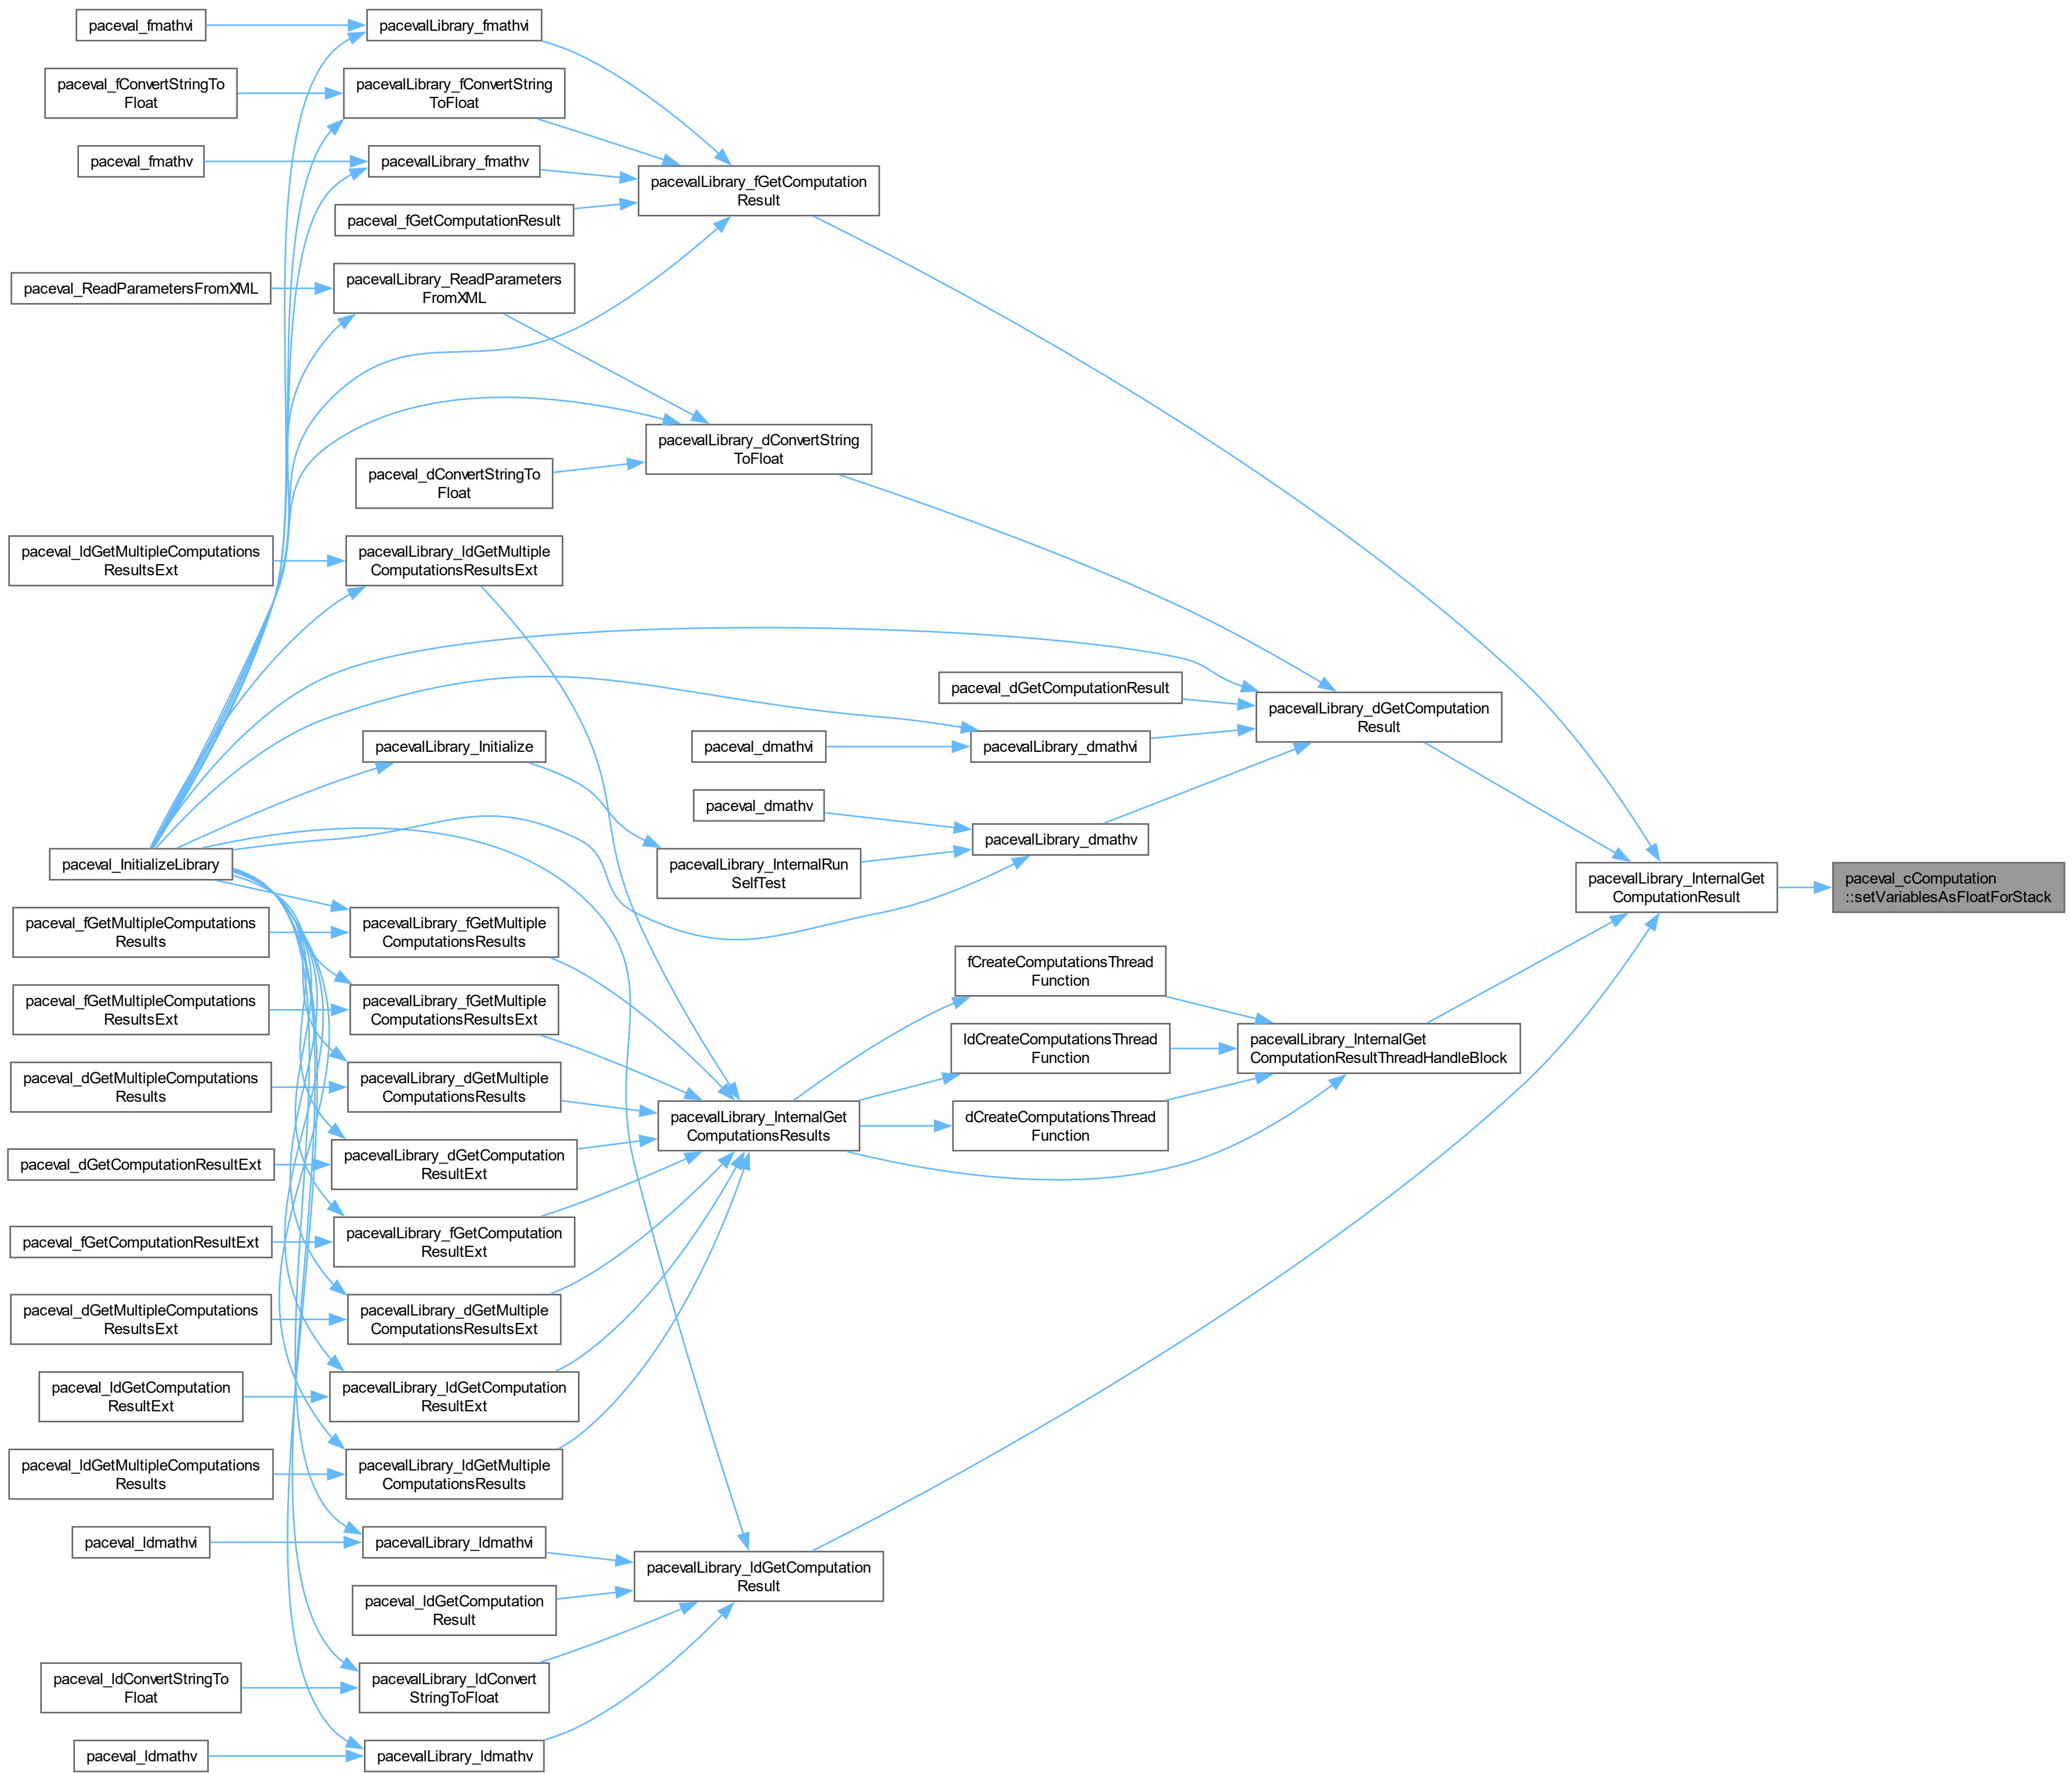 paceval_fmathvi
pacevalLibrary_fmathvi
paceval_fConvertStringTo
Float
pacevalLibrary_fConvertString
ToFloat
paceval_fmathv
pacevalLibrary_fmathv
pacevalLibrary_fGetComputation
Result
paceval_fGetComputationResult
paceval_ReadParametersFromXML
pacevalLibrary_ReadParameters
FromXML
pacevalLibrary_dConvertString
ToFloat
paceval_dConvertStringTo
Float
paceval_ldGetMultipleComputations
ResultsExt
pacevalLibrary_ldGetMultiple
ComputationsResultsExt
paceval_dGetComputationResult
pacevalLibrary_dGetComputation
Result
pacevalLibrary_Initialize
paceval_dmathvi
pacevalLibrary_dmathvi
paceval_dmathv
pacevalLibrary_dmathv
paceval_InitializeLibrary
pacevalLibrary_InternalRun
SelfTest
pacevalLibrary_InternalGet
ComputationResult
paceval_cComputation
::setVariablesAsFloatForStack
paceval_fGetMultipleComputations
Results
pacevalLibrary_fGetMultiple
ComputationsResults
fCreateComputationsThread
Function
paceval_fGetMultipleComputations
ResultsExt
pacevalLibrary_fGetMultiple
ComputationsResultsExt
ldCreateComputationsThread
Function
pacevalLibrary_InternalGet
ComputationResultThreadHandleBlock
paceval_dGetMultipleComputations
Results
pacevalLibrary_dGetMultiple
ComputationsResults
pacevalLibrary_InternalGet
ComputationsResults
dCreateComputationsThread
Function
paceval_dGetComputationResultExt
pacevalLibrary_dGetComputation
ResultExt
paceval_fGetComputationResultExt
pacevalLibrary_fGetComputation
ResultExt
paceval_dGetMultipleComputations
ResultsExt
pacevalLibrary_dGetMultiple
ComputationsResultsExt
paceval_ldGetComputation
ResultExt
pacevalLibrary_ldGetComputation
ResultExt
paceval_ldGetMultipleComputations
Results
pacevalLibrary_ldGetMultiple
ComputationsResults
paceval_ldmathvi
pacevalLibrary_ldmathvi
pacevalLibrary_ldGetComputation
Result
paceval_ldGetComputation
Result
paceval_ldConvertStringTo
Float
pacevalLibrary_ldConvert
StringToFloat
paceval_ldmathv
pacevalLibrary_ldmathv